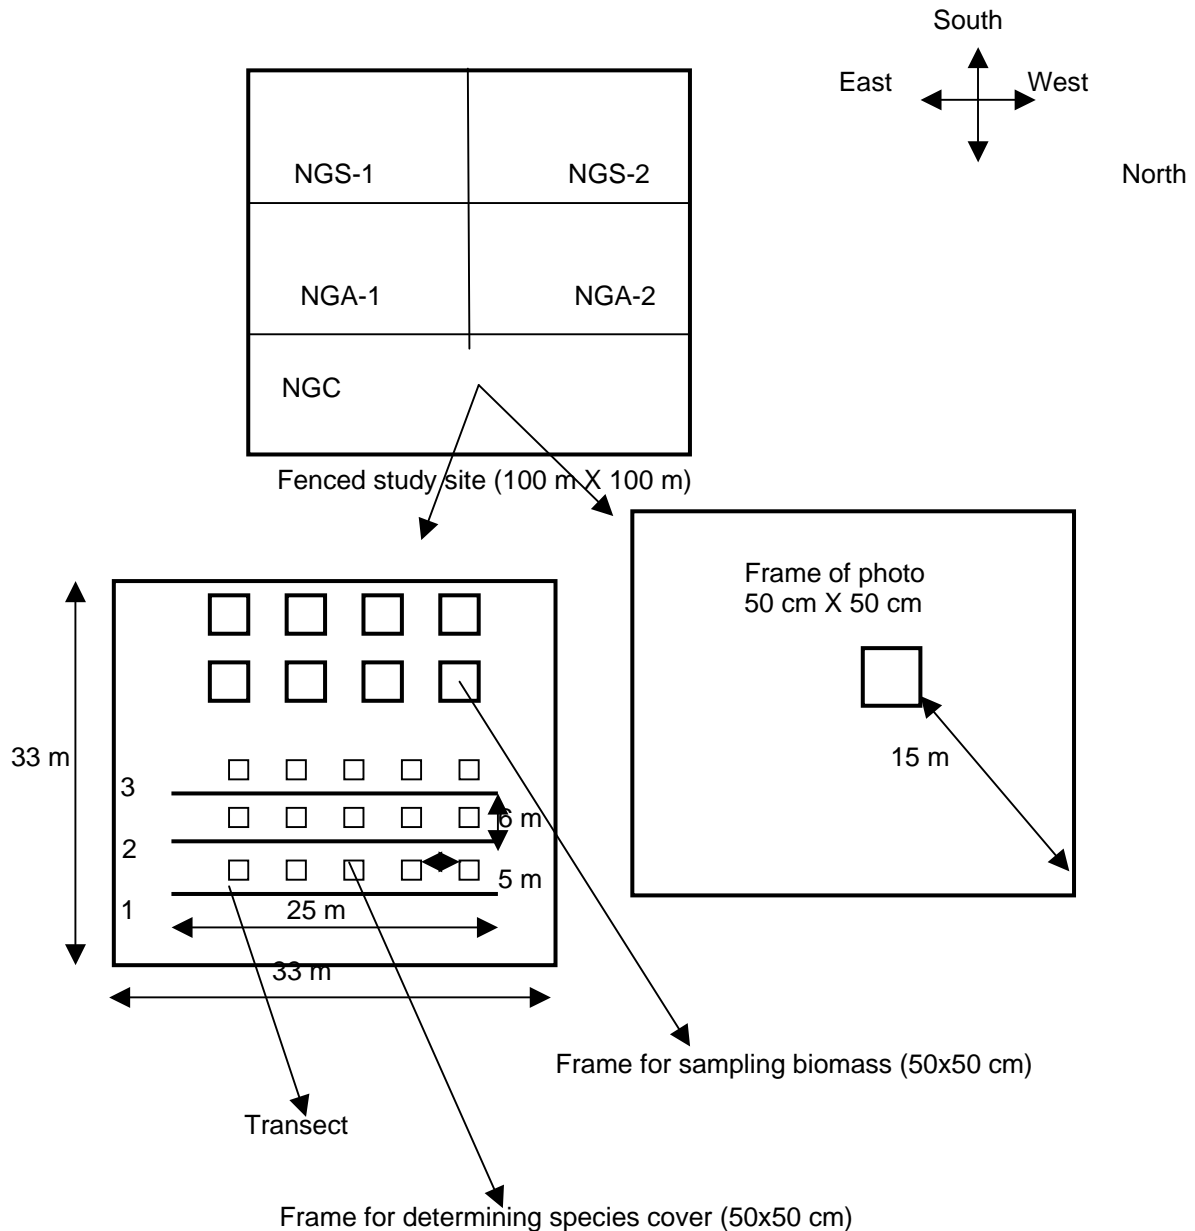 South
East
West
North
NGS-1
NGS-2
NGA-1
NGA-2
NGC
Fenced study site (100 m X 100 m)
Frame of photo
50 cm X 50 cm
15 m
33 m
3
6 m
2
5 m
1
25 m
33 m
Frame for sampling biomass (50x50 cm)
Transect
Frame for determining species cover (50x50 cm)